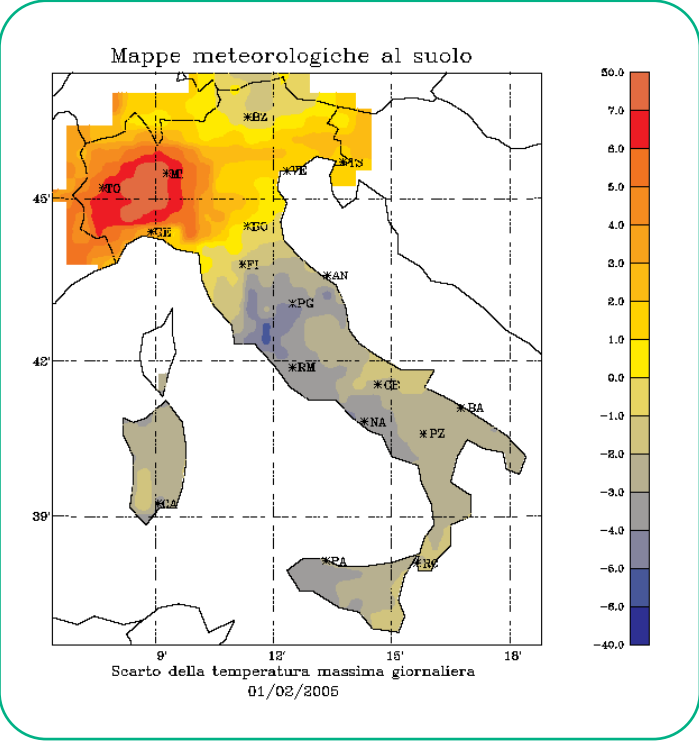 Mappe meteorologiche al suolo
50.0
7.0
6.0
5.0
4.0
3.0
2.0
1.0
0.0
-1.0
-2.0
-3.0
-4.0
-5.0
-6.0
-40.0
BZ
TS
MI
VE
TO
45°
GE
BO
FI
AN
PG
42°
RM
CB
BA
NA
PZ
CA
39°
PA
RC
9° 12° 15° 18°
Scarto della temperatura massima giornaliera
01/02/2005